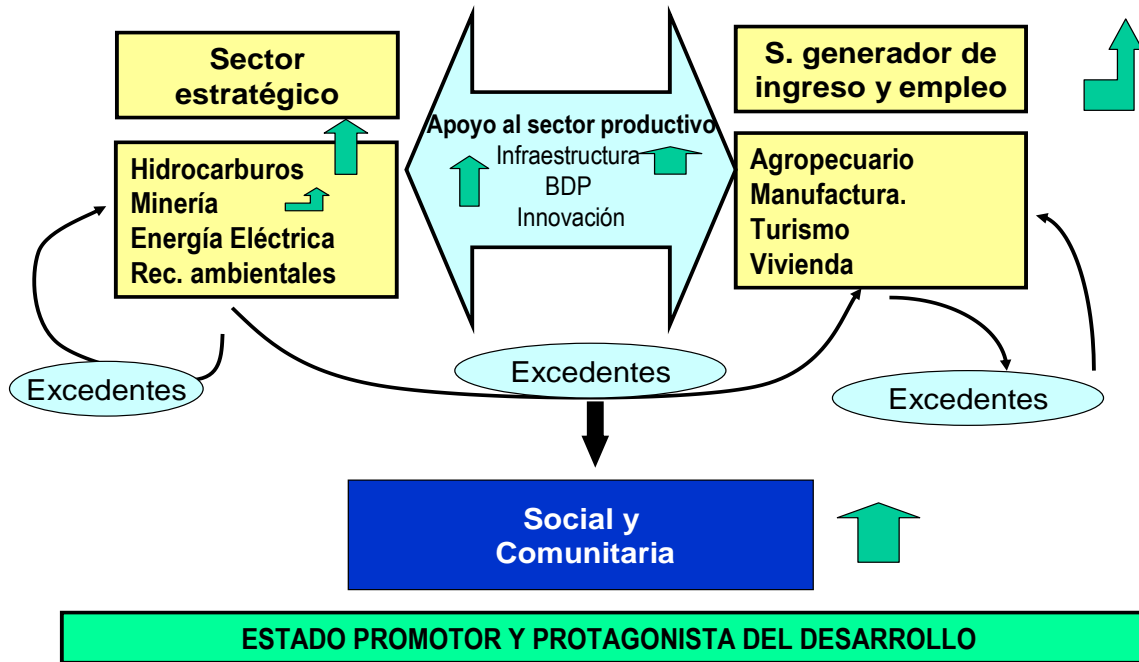 Sector
estratégico
Hidrocarburos
Minería
Energía Eléctrica
Rec. ambientales
Apoyo al sector productivo
Infraestructura
BDP
Innovación
S. generador de
ingreso y empleo
Agropecuario
Manufactura.
Turismo
Vivienda
Excedentes
Excedentes
Excedentes
Social y
Comunitaria
ESTADO PROMOTOR Y PROTAGONISTA DEL DESARROLLO